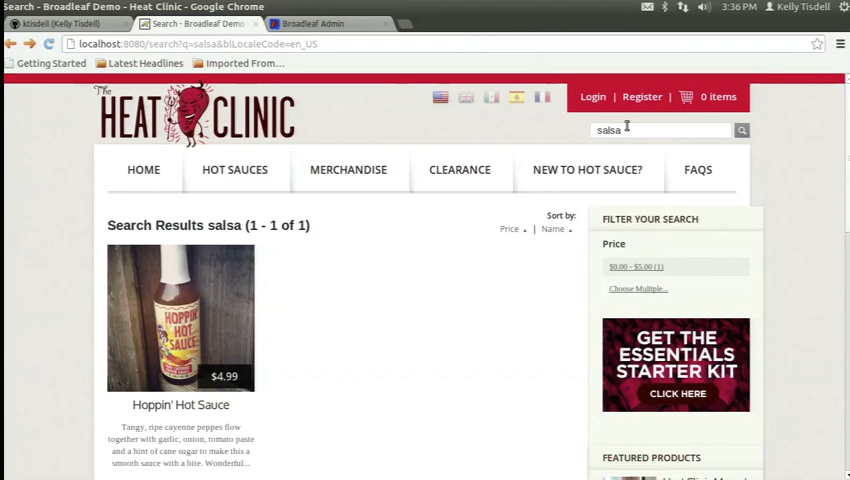 Search - Broadleaf Demo - Heat Clinic - Google Chrome
3:36 PM Kelly Tisdell
ktisdell (Kelly Tisdell)
Search - Broadleaf Demo -
Broadleaf Admin
localhost:8080/search?q=salsa&blLocaleCode=en_US
Getting Started
Latest Headlines
Imported From...
The
HEAT CLINIC
Login | Register | 0 items
salsa
HOME
HOT SAUCES
MERCHANDISE
CLEARANCE
NEW TO HOT SAUCE?
FAQS
Search Results salsa (1 - 1 of 1)
Sort by:
Price | Name
HOPPIN'
HOT
SAUCE
$4.99
Hoppin' Hot Sauce
Tangy, ripe cayenne peppes flow
together with garlic, onion, tomato paste
and a hint of cane sugar to make this a
smooth sauce with a bite. Wonderful...
FILTER YOUR SEARCH
Price
$0.00 - $5.00 (1)
Choose Multiple...
GET THE
ESSENTIALS
STARTER KIT
CLICK HERE
FEATURED PRODUCTS